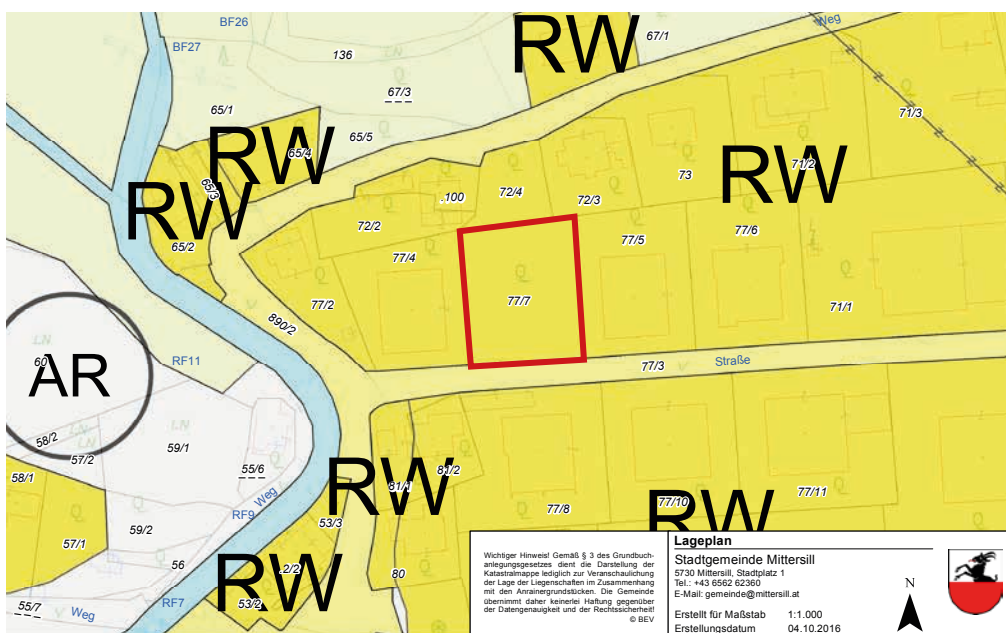 BF26
Weg
RW
67/1
BF27
136
LN
Q
67/3
71/3
65/1
65/5
RW
65/4
65/3
RW
65/2
.100
72/4
72/3
73
RW
71/2
72/2
77/4
77/5
77/6
77/2
77/7
71/1
890/2
LN
60
AR
RF11
77/3
Straße
58/2
LN
LN
57/2
59/1
55/6
58/1
RW
81/1
81/2
Weg
RF9
53/3
59/2
57/1
56
77/8
RW
77/10
77/11
RW
53/2
80
RF7
55/7
Weg
Wichtiger Hinweis! Gemäß § 3 des Grundbuch-
anlegungsgesetzes dient die Darstellung der
Katastralmappe lediglich zur Veranschaulichung
der Lage der Liegenschaften im Zusammenhang
mit den Anrainergrundstücken. Die Gemeinde
übernimmt daher keinerlei Haftung gegenüber
der Datengenauigkeit und der Rechtssicherheit!
© BEV
Lageplan
Stadtgemeinde Mittersill
5730 Mittersill, Stadtplatz 1
Tel.: +43 6562 62360
E-Mail: gemeinde@mittersill.at
Erstellt für Maßstab 1:1.000
Erstellungsdatum 04.10.2016
N